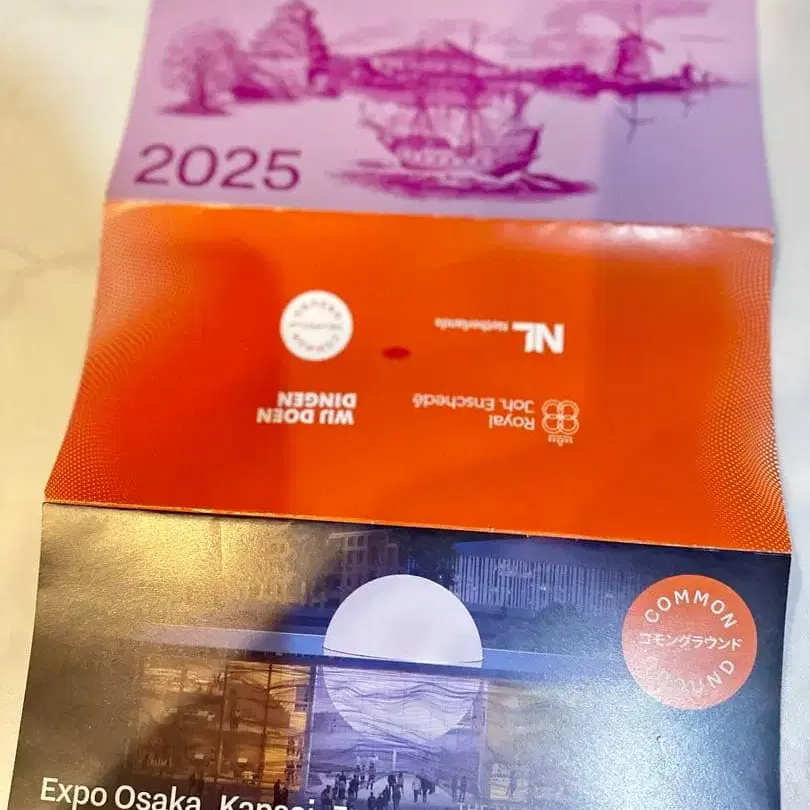 2025
NL Netherlands
WIJ DOEN
DINGEN
Royal
Joh. Enschedé
COMMON
コモングラウンド
GROUND
Expo Osaka, Kansai,
THE